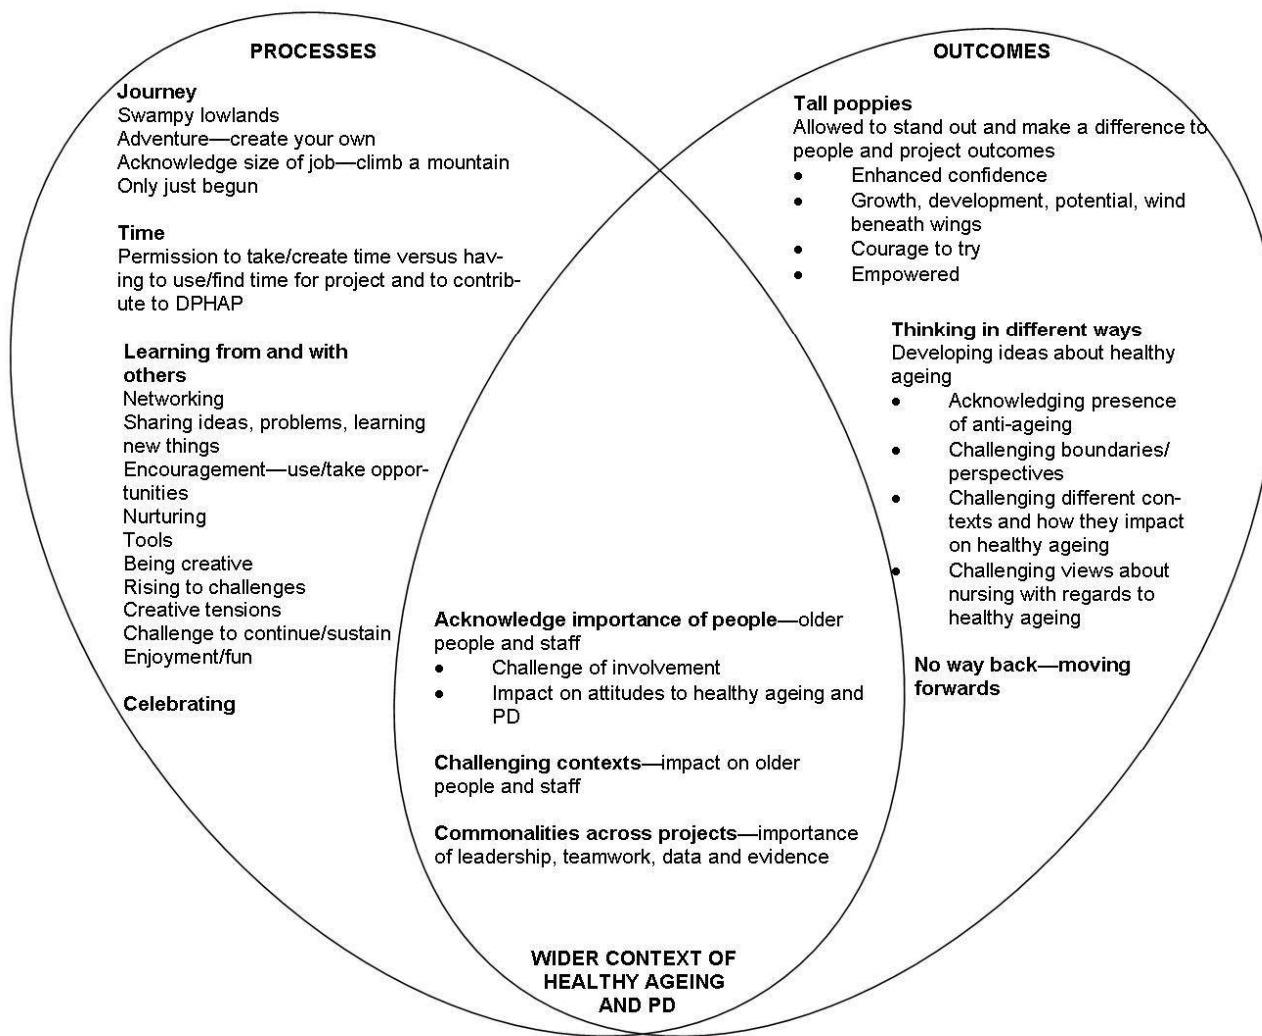 PROCESSES
Journey
Swampy lowlands
Adventure—create your own
Acknowledge size of job—climb a mountain
Only just begun
Time
Permission to take/create time versus hav-
ing to use/find time for project and to contrib-
ute to DPHAP
Learning from and with
others
Networking
Sharing ideas, problems, learning
new things
Encouragement—use/take oppor-
tunities
Nurturing
Tools
Being creative
Rising to challenges
Creative tensions
Challenge to continue/sustain
Enjoyment/fun
Celebrating
OUTCOMES
Tall poppies
Allowed to stand out and make a difference to
people and project outcomes
• Enhanced confidence
• Growth, development, potential, wind
beneath wings
• Courage to try
• Empowered
Thinking in different ways
Developing ideas about healthy
ageing
• Acknowledging presence
of anti-ageing
• Challenging boundaries/
perspectives
• Challenging different con-
texts and how they impact
on healthy ageing
• Challenging views about
nursing with regards to
healthy ageing
No way back—moving
forwards
Acknowledge importance of people—older
people and staff
• Challenge of involvement
• Impact on attitudes to healthy ageing and
PD
Challenging contexts—impact on older
people and staff
Commonalities across projects—importance
of leadership, teamwork, data and evidence
WIDER CONTEXT OF
HEALTHY AGEING
AND PD